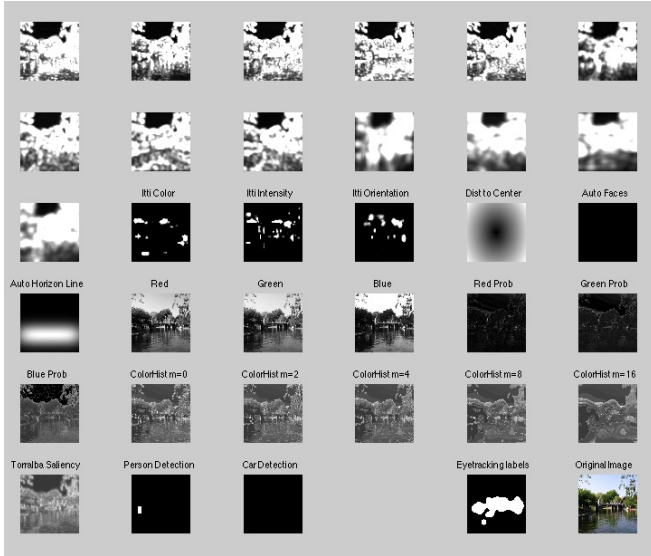 Itti Color Itti Intensity Itti Orientation Dist to Center Auto Faces
Auto Horizon Line Red Green Blue Red Prob Green Prob
Blue Prob ColorHist m=0 ColorHist m=2 ColorHist m=4 ColorHist m=8 ColorHist m=16
Torralba Saliency Person Detection Car Detection Eyetracking labels Original Image